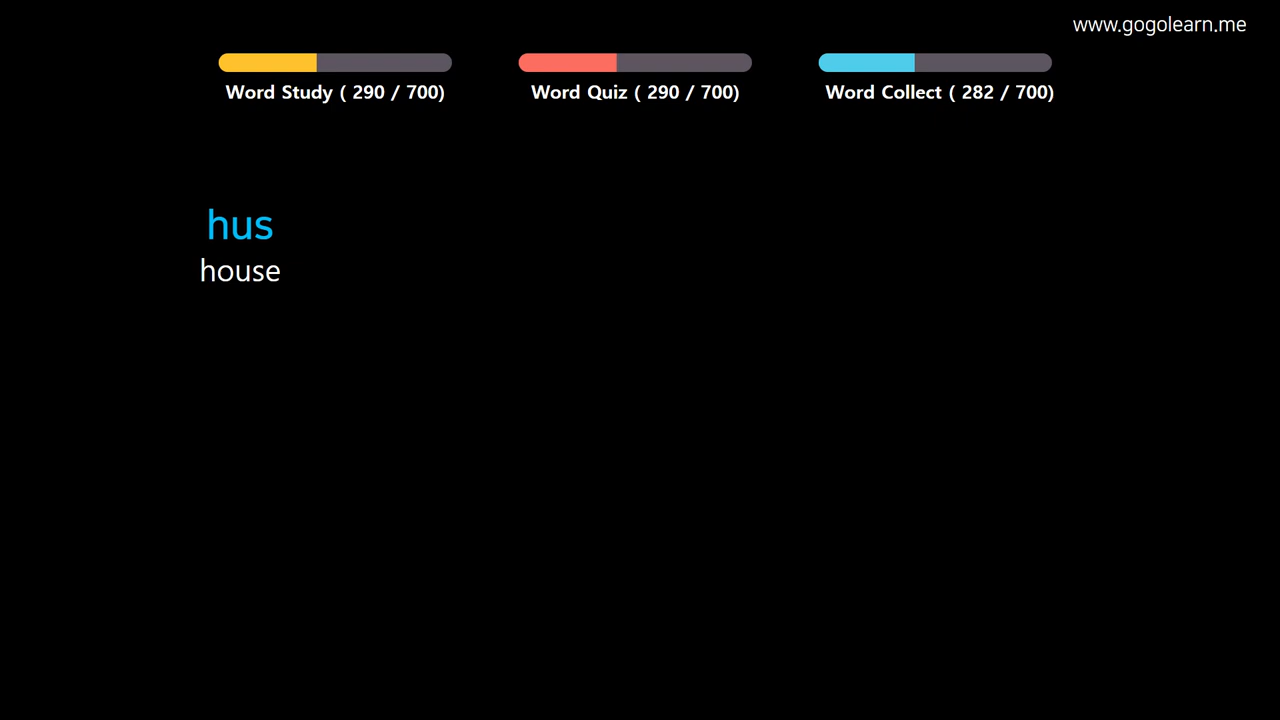 www.gogolearn.me
Word Study ( 290 / 700)
Word Quiz ( 290 / 700)
Word Collect ( 282 / 700)
hus
house